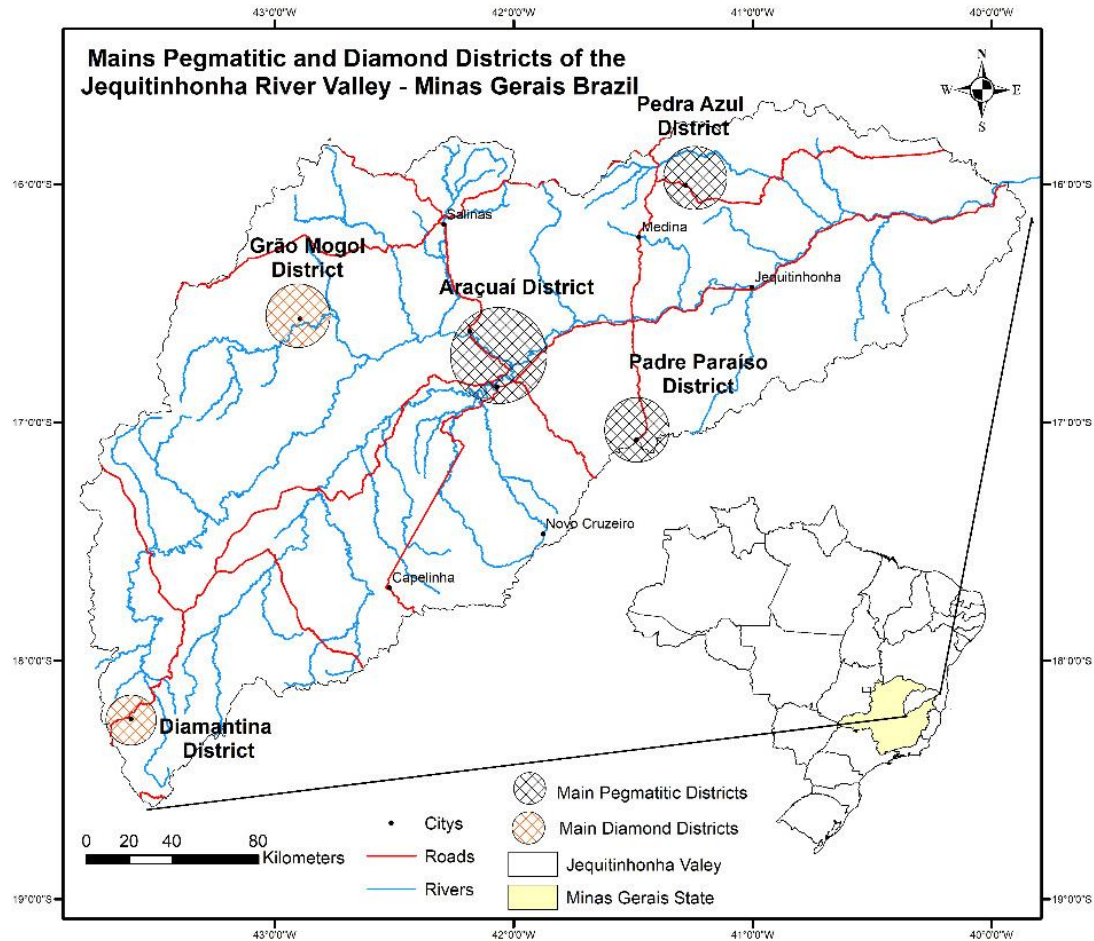 43°0'0"W 42°0'0"W 41°0'0"W 40°0'0"W
Mains Pegmatitic and Diamond Districts of the
Jequitinhonha River Valley - Minas Gerais Brazil
N
W E
S
Pedra Azul
District
16°0'0"S 16°0'0"S
Salinas
Medina
Grão Mogol
District
Araçuaí District
Jequitinhonha
Padre Paraíso
District
17°0'0"S 17°0'0"S
Novo Cruzeiro
Capelinha
18°0'0"S 18°0'0"S
Diamantina
District
0 20 40 80
Kilometers
Citys
Roads
Rivers
Main Pegmatitic Districts
Main Diamond Districts
Jequitinhonha Valey
Minas Gerais State
19°0'0"S 19°0'0"S
43°0'0"W 42°0'0"W 41°0'0"W 40°0'0"W